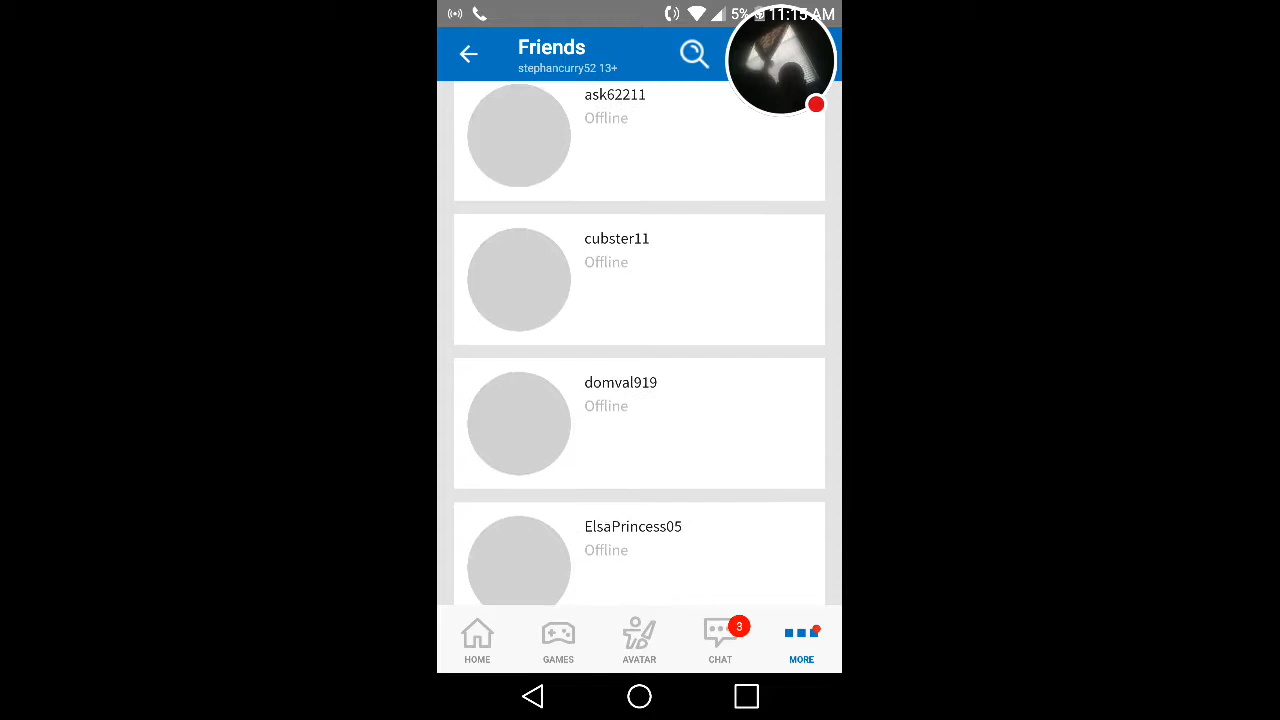 5% 11:15 AM
Friends
stephancurry52 13+
ask62211
Offline
cubster11
Offline
domval919
Offline
ElsaPrincess05
Offline
3
HOME GAMES AVATAR CHAT MORE